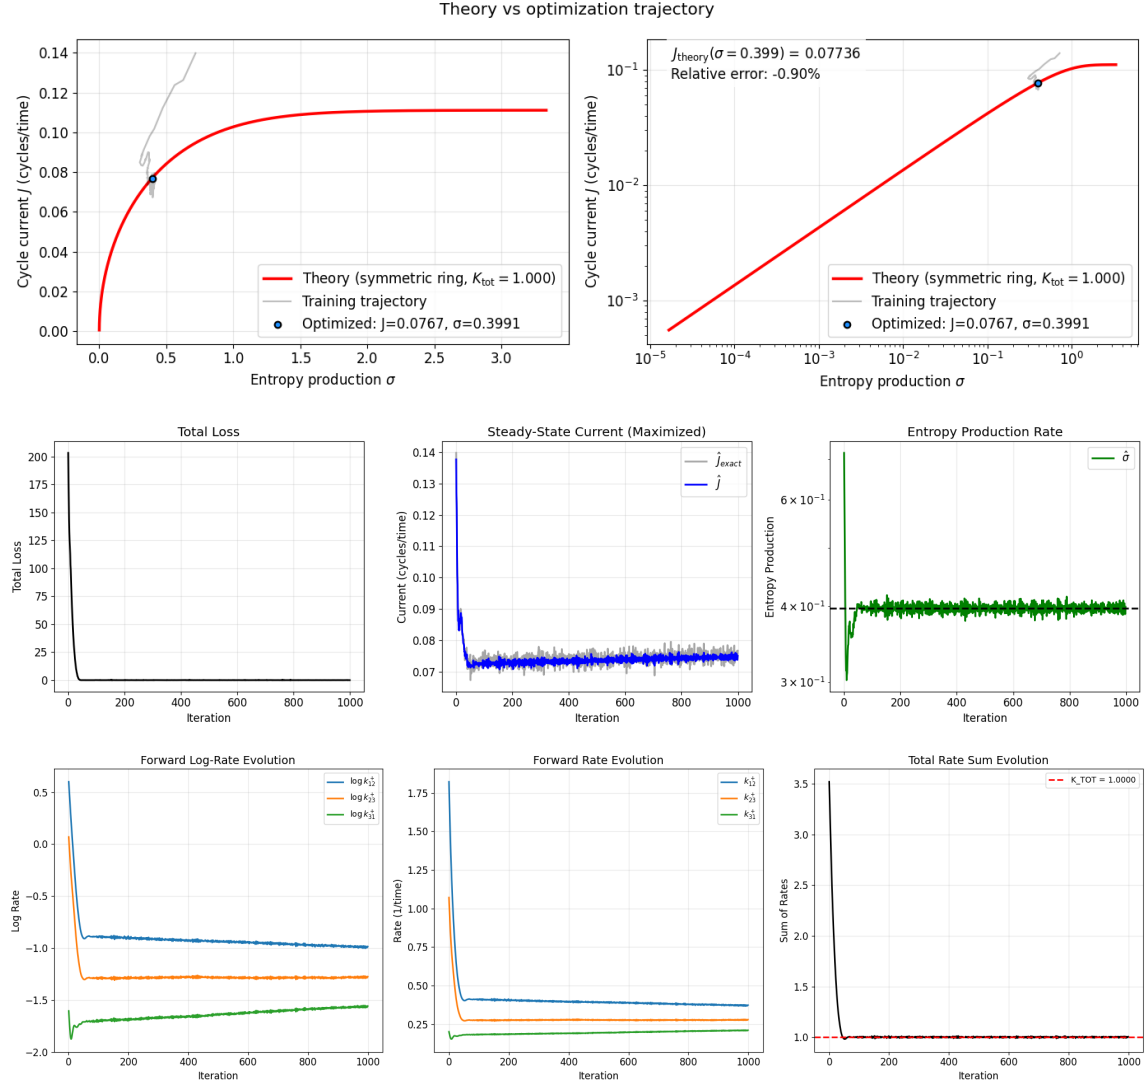 Theory vs optimization trajectory
Cycle current J (cycles/time)
0.14
0.12
0.10
0.08
0.06
0.04
0.02
0.00
Theory (symmetric ring, K_tot = 1.000)
Training trajectory
Optimized: J=0.0767, σ=0.3991
0.0 0.5 1.0 1.5 2.0 2.5 3.0
Entropy production σ
Cycle current J (cycles/time)
10⁻¹
10⁻²
10⁻³
J_theory(σ = 0.399) = 0.07736
Relative error: -0.90%
Theory (symmetric ring, K_tot = 1.000)
Training trajectory
Optimized: J=0.0767, σ=0.3991
10⁻⁵ 10⁻⁴ 10⁻³ 10⁻² 10⁻¹ 10⁰
Entropy production σ
Total Loss
Total Loss
200
175
150
125
100
75
50
25
0
0 200 400 600 800 1000
Iteration
Steady-State Current (Maximized)
Current (cycles/time)
0.14
0.13
0.12
0.11
0.10
0.09
0.08
0.07
Ĵ_exact
Ĵ
0 200 400 600 800 1000
Iteration
Entropy Production Rate
Entropy Production
6 × 10⁻¹
4 × 10⁻¹
3 × 10⁻¹
σ̂
0 200 400 600 800 1000
Iteration
Forward Log-Rate Evolution
Log Rate
0.5
0.0
−0.5
−1.0
−1.5
−2.0
log k₁₂⁺
log k₂₃⁺
log k₃₁⁺
0 200 400 600 800 1000
Iteration
Forward Rate Evolution
Rate (1/time)
1.75
1.50
1.25
1.00
0.75
0.50
0.25
k₁₂⁺
k₂₃⁺
k₃₁⁺
0 200 400 600 800 1000
Iteration
Total Rate Sum Evolution
Sum of Rates
3.5
3.0
2.5
2.0
1.5
1.0
K_TOT = 1.0000
0 200 400 600 800 1000
Iteration